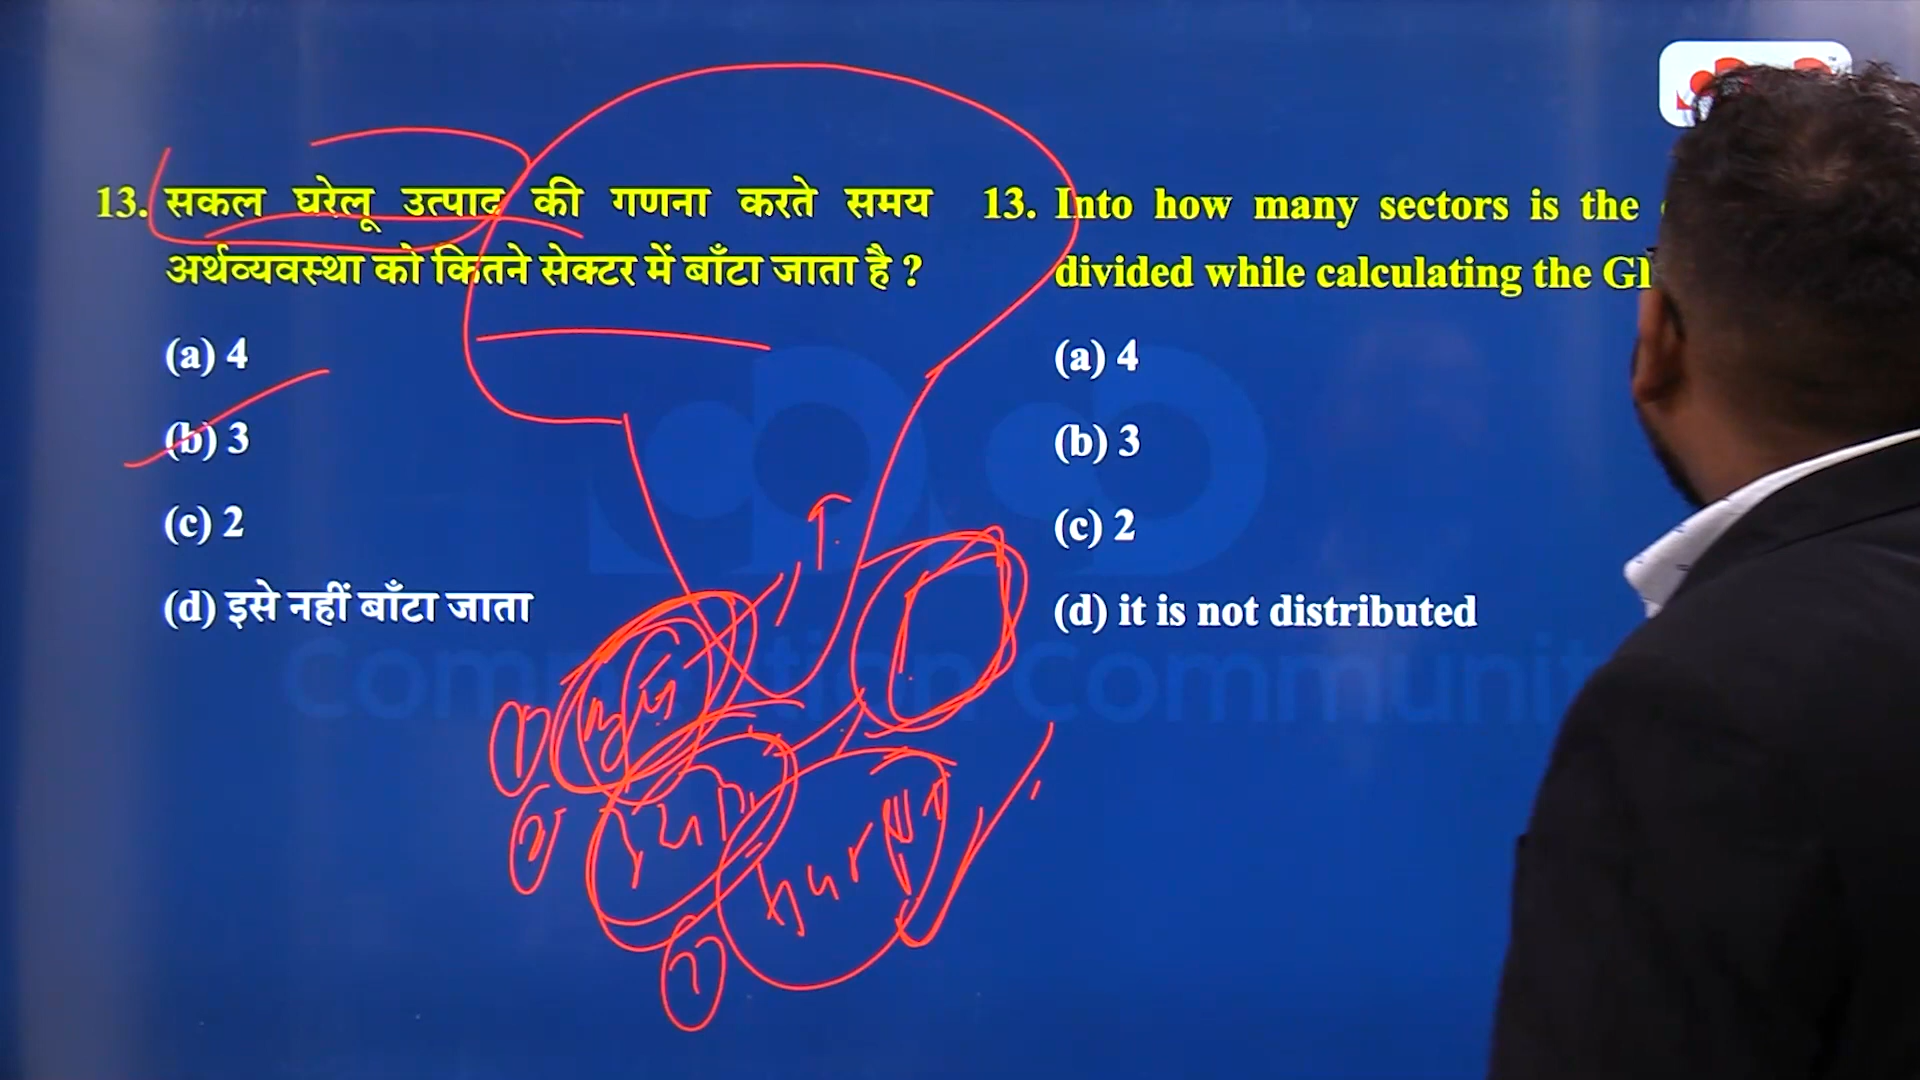 13. सकल घरेलू उत्पाद की गणना करते समय
अर्थव्यवस्था को कितने सेक्टर में बाँटा जाता है ?
(a) 4
(b) 3
(c) 2
(d) इसे नहीं बाँटा जाता
13. Into how many sectors is the
divided while calculating the
(a) 4
(b) 3
(c) 2
(d) it is not distributed
Community